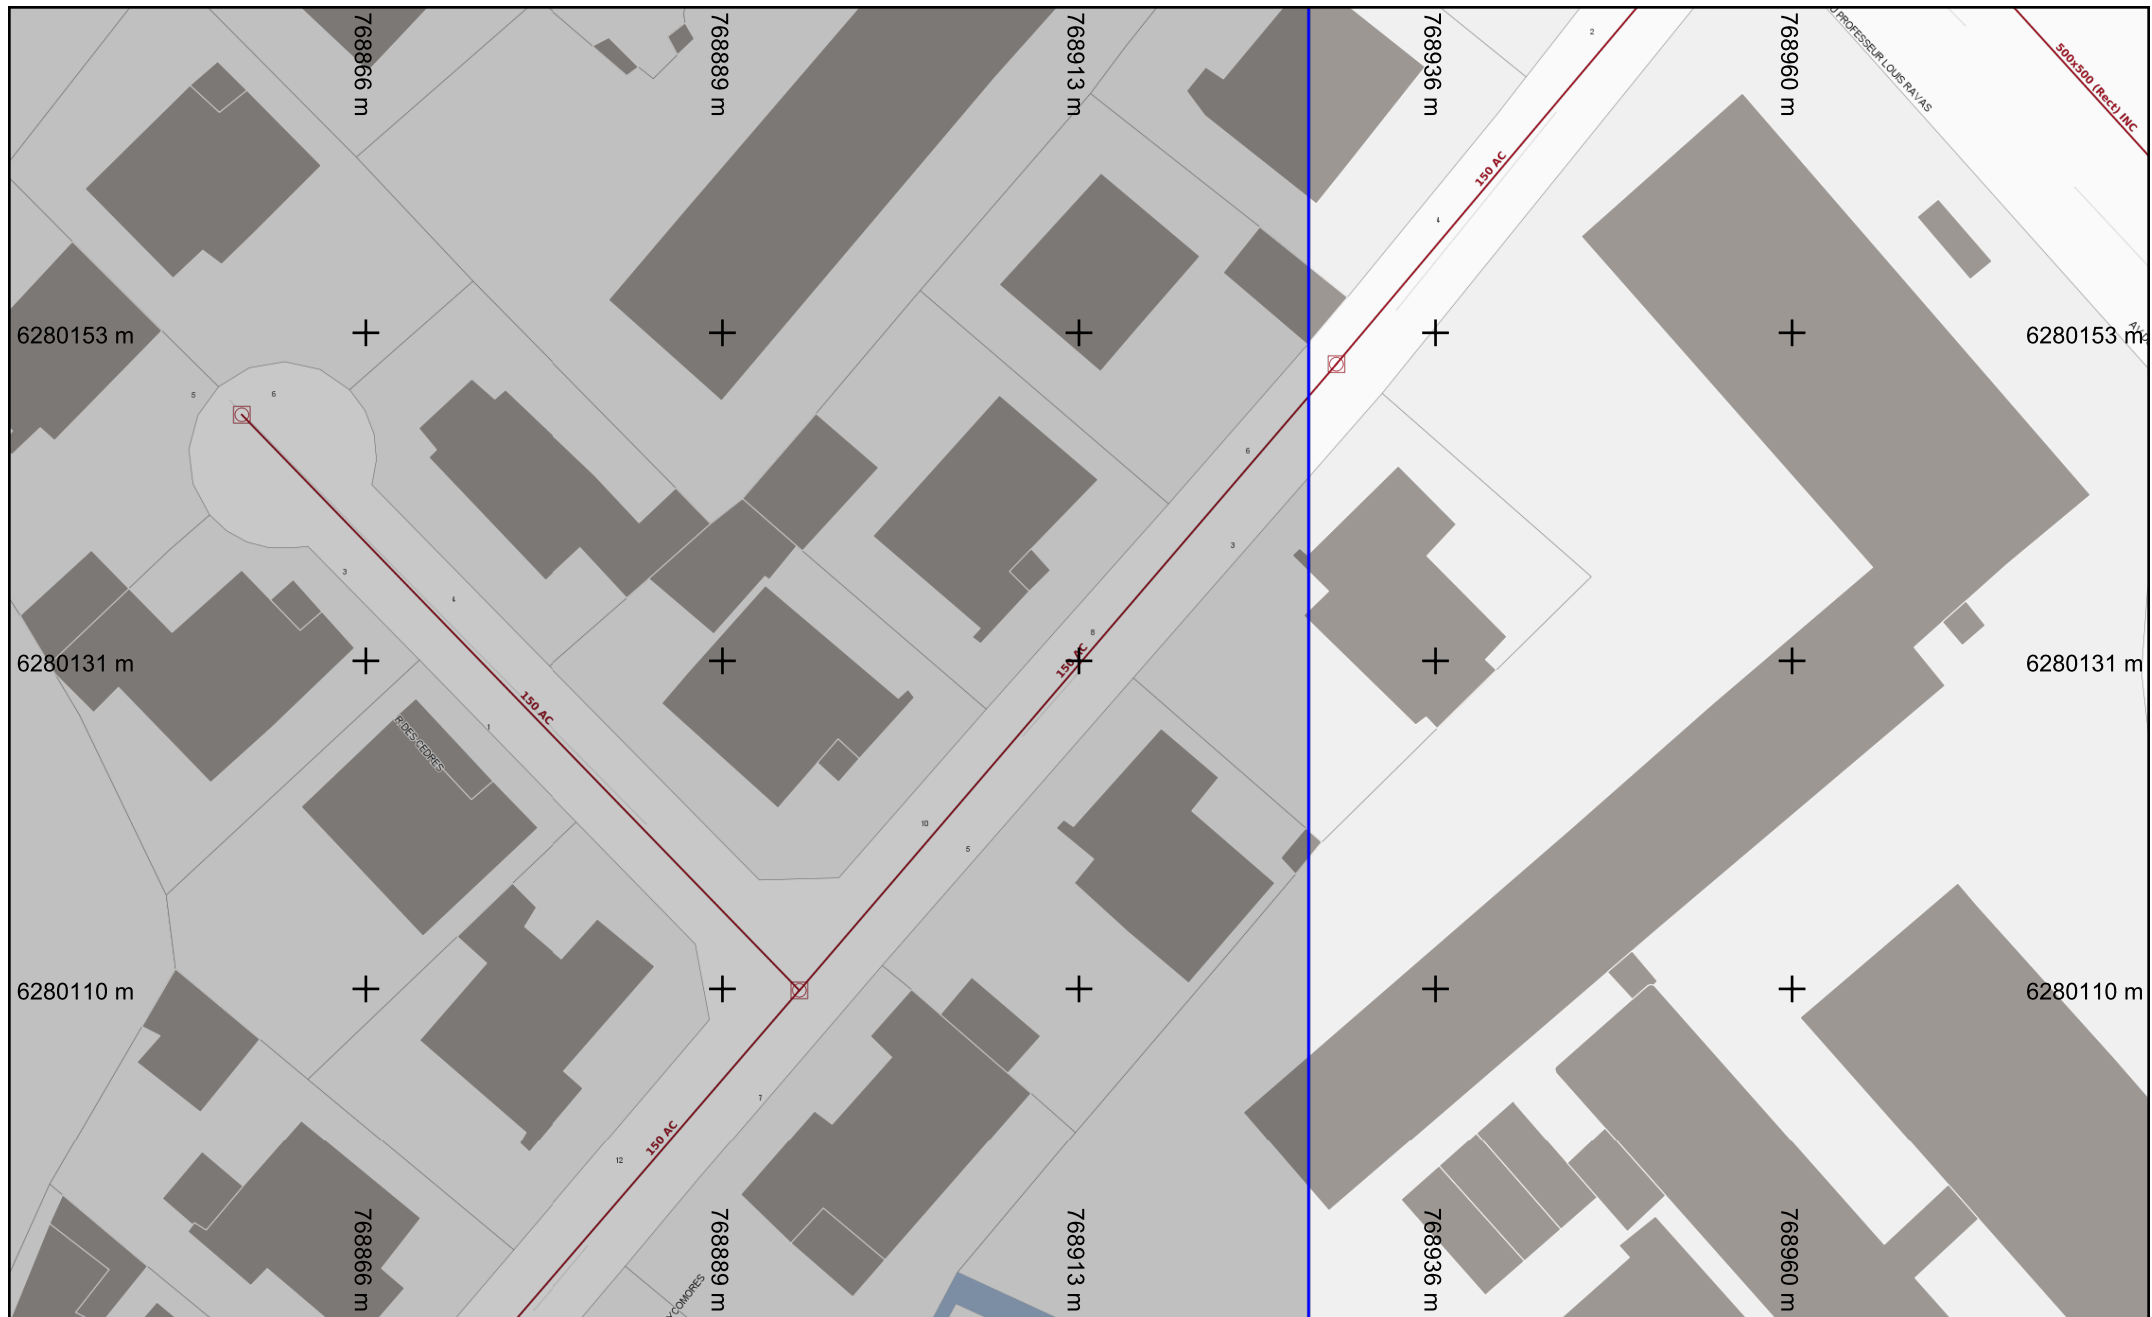 768866 m
768889 m
768913 m
768936 m
768960 m
2
U PROFESSEUR LOUIS RAVAS
500x500 (Rect) INC
150 AC
4
6280153 m
6280153 m
5
6
6
3
3
4
8
150 AC
6280131 m
6280131 m
150 AC
1
R DES CEDRES
10
5
6280110 m
6280110 m
7
150 AC
12
YCOMORES
768866 m
768889 m
768913 m
768936 m
768960 m